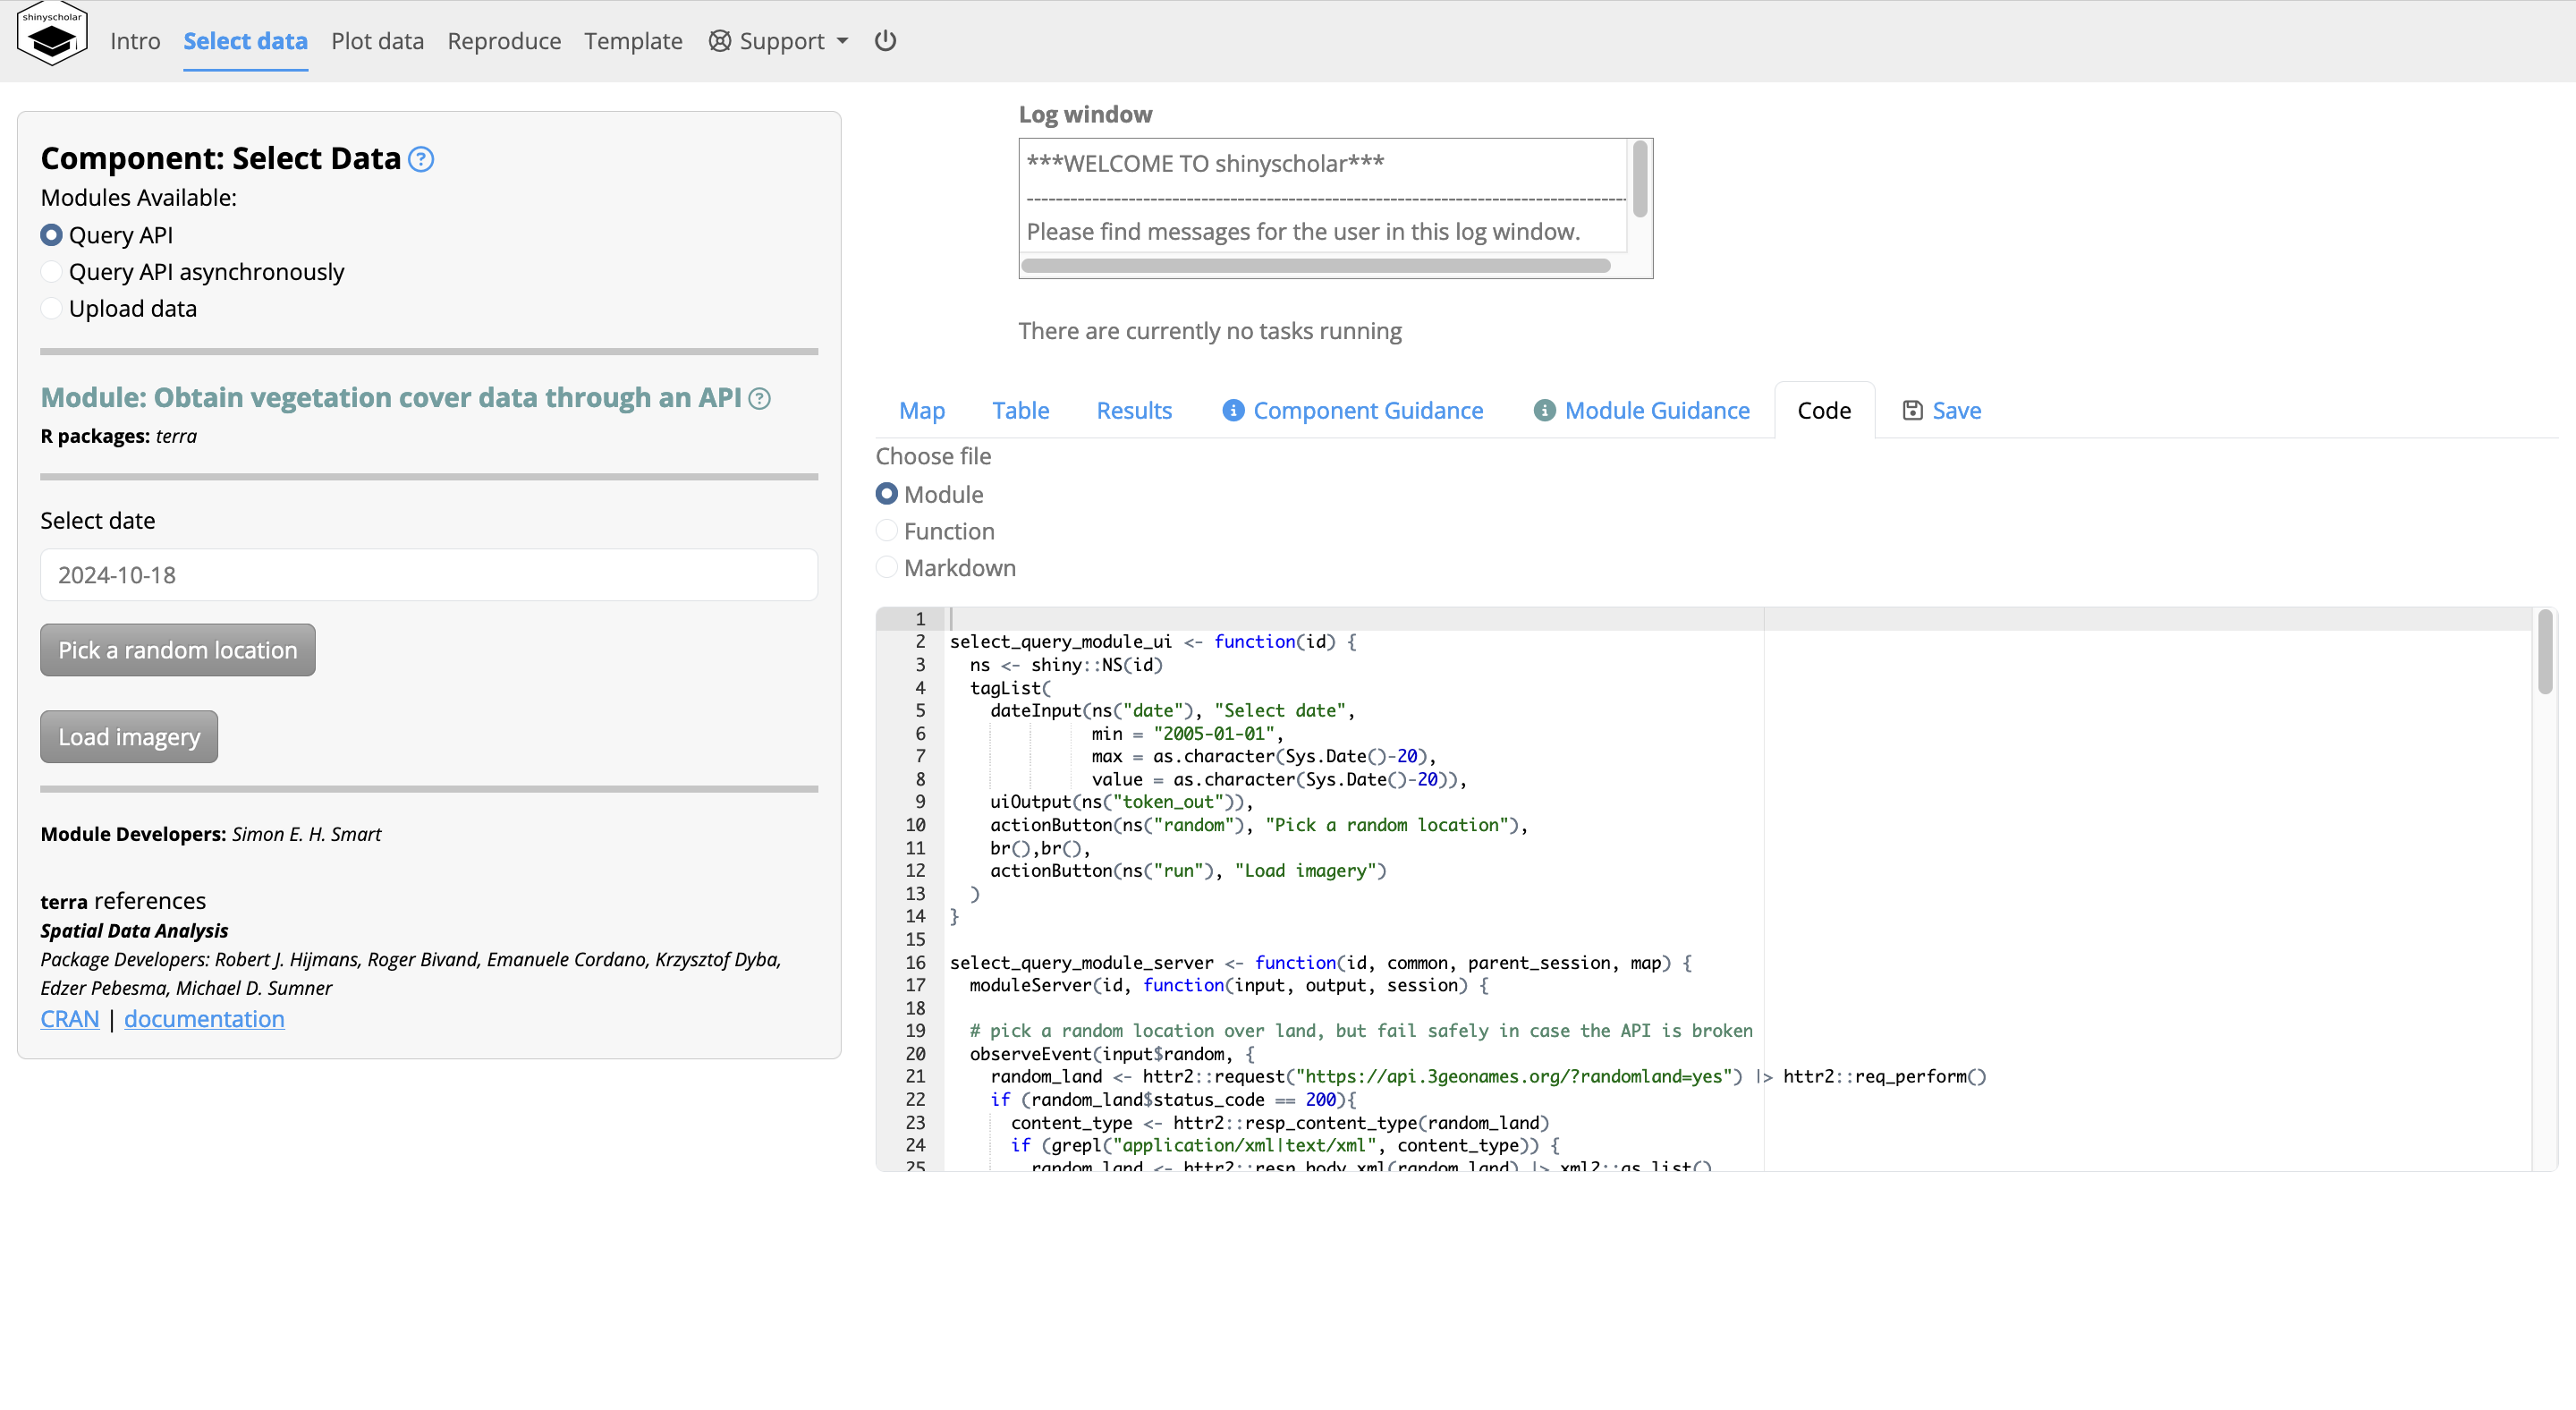 shinyscholar
Intro Select data Plot data Reproduce Template Support
Component: Select Data ?
Modules Available:
Query API
Query API asynchronously
Upload data
Module: Obtain vegetation cover data through an API ?
R packages: terra
Select date
2024-10-18
Pick a random location
Load imagery
Module Developers: Simon E. H. Smart
terra references
Spatial Data Analysis
Package Developers: Robert J. Hijmans, Roger Bivand, Emanuele Cordano, Krzysztof Dyba,
Edzer Pebesma, Michael D. Sumner
CRAN | documentation
Log window
***WELCOME TO shinyscholar***
-----------------------------------------------------------------------------------------
Please find messages for the user in this log window.
There are currently no tasks running
Map Table Results i Component Guidance i Module Guidance Code Save
Choose file
Module
Function
Markdown
1
2 select_query_module_ui <- function(id) {
3   ns <- shiny::NS(id)
4   tagList(
5     dateInput(ns("date"), "Select date",
6               min = "2005-01-01",
7               max = as.character(Sys.Date()-20),
8               value = as.character(Sys.Date()-20)),
9     uiOutput(ns("token_out")),
10     actionButton(ns("random"), "Pick a random location"),
11     br(),br(),
12     actionButton(ns("run"), "Load imagery")
13   )
14 }
15
16 select_query_module_server <- function(id, common, parent_session, map) {
17   moduleServer(id, function(input, output, session) {
18
19   # pick a random location over land, but fail safely in case the API is broken
20   observeEvent(input$random, {
21     random_land <- httr2::request("https://api.3geonames.org/?randomland=yes") |> httr2::req_perform()
22     if (random_land$status_code == 200){
23       content_type <- httr2::resp_content_type(random_land)
24       if (grepl("application/xml|text/xml", content_type)) {
25         random_land <- httr2::resp_body_xml(random_land) |> xml2::as_list()